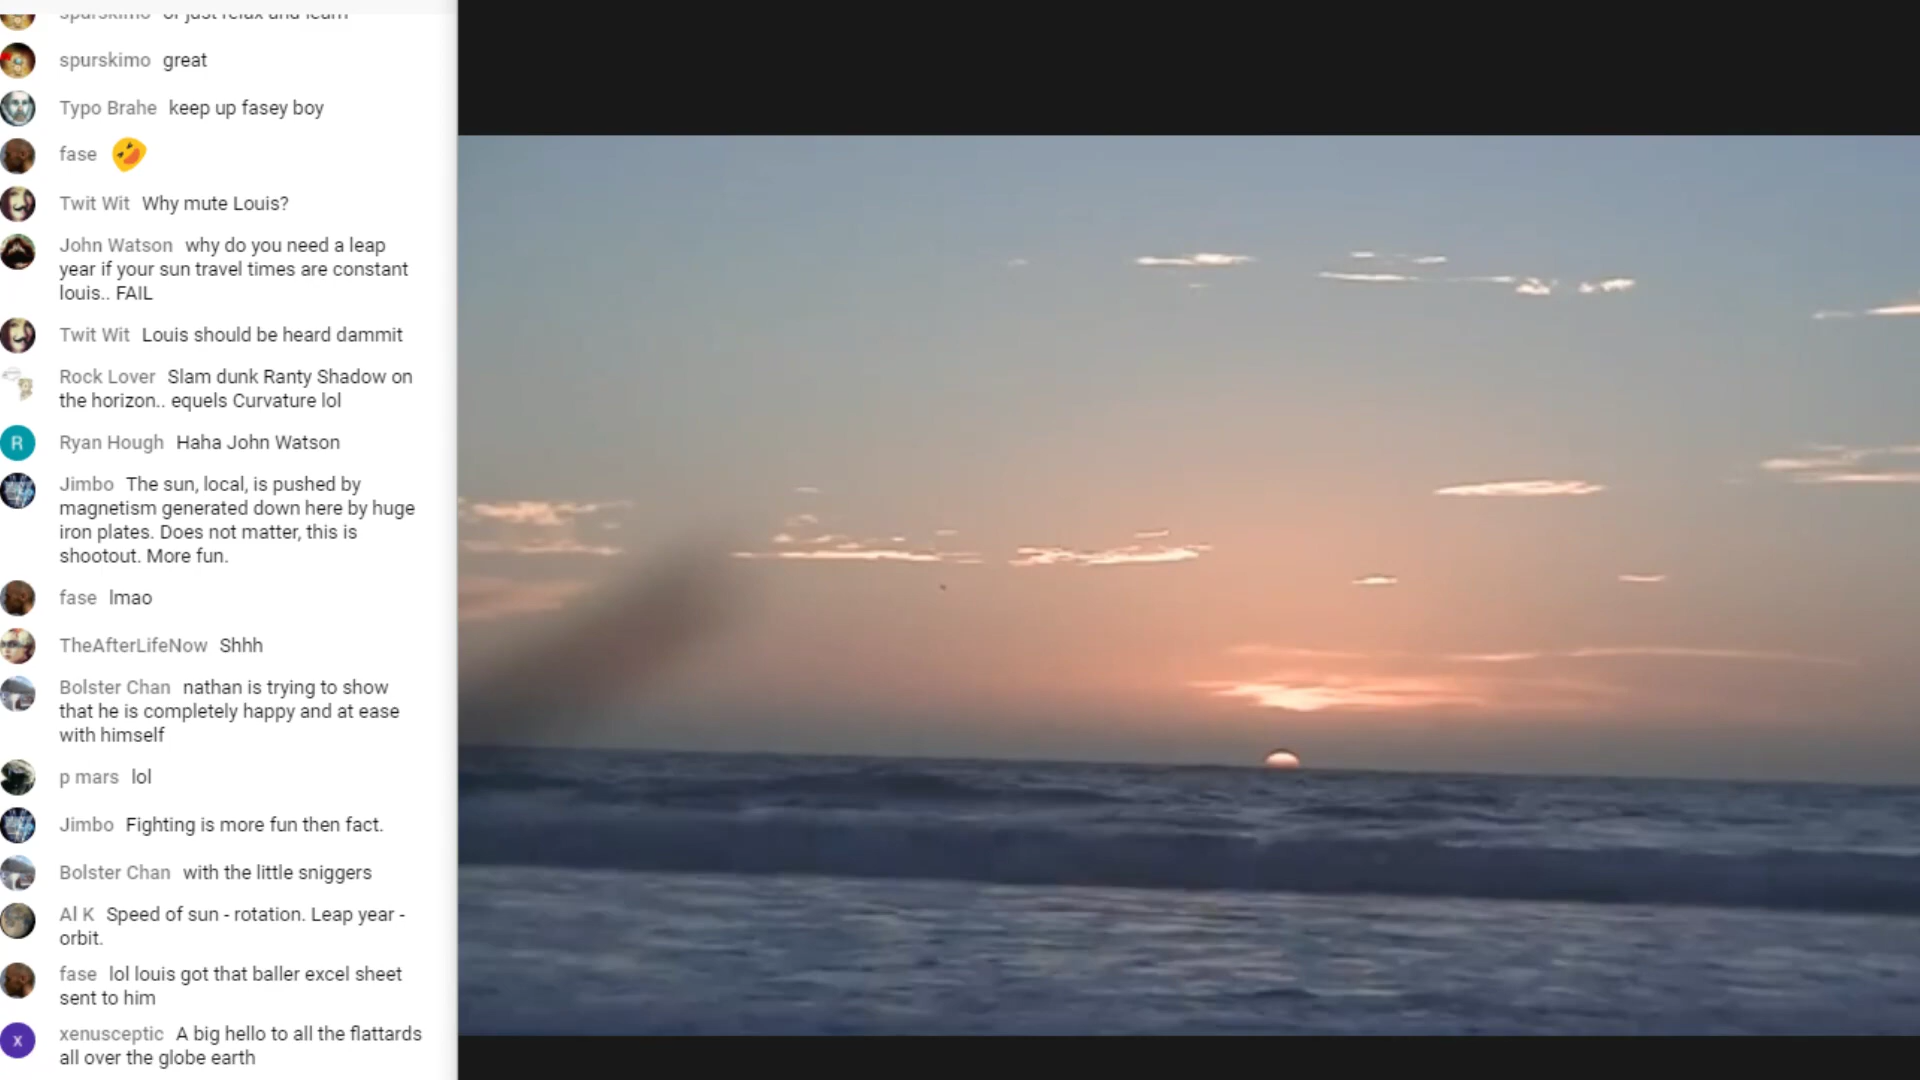 spurskimo or just relax and learn
spurskimo great
Typo Brahe keep up fasey boy
fase
Twit Wit Why mute Louis?
John Watson why do you need a leap
year if your sun travel times are constant
louis.. FAIL
Twit Wit Louis should be heard dammit
Rock Lover Slam dunk Ranty Shadow on
the horizon.. equels Curvature lol
R
Ryan Hough Haha John Watson
Jimbo The sun, local, is pushed by
magnetism generated down here by huge
iron plates. Does not matter, this is
shootout. More fun.
fase lmao
TheAfterLifeNow Shhh
Bolster Chan nathan is trying to show
that he is completely happy and at ease
with himself
p mars lol
Jimbo Fighting is more fun then fact.
Bolster Chan with the little sniggers
Al K Speed of sun - rotation. Leap year -
orbit.
fase lol louis got that baller excel sheet
sent to him
x
xenusceptic A big hello to all the flattards
all over the globe earth